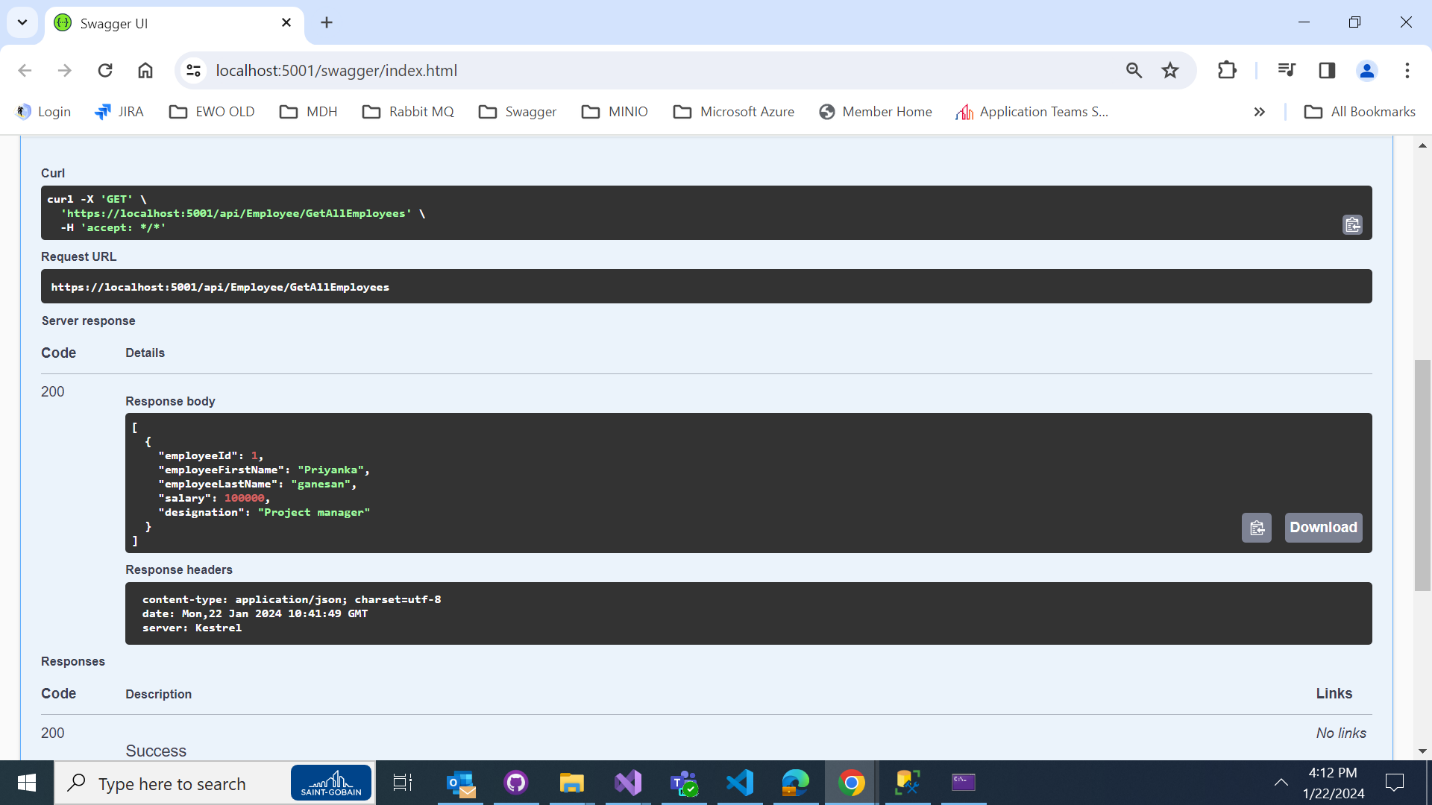 Swagger UI
localhost:5001/swagger/index.html
Login JIRA EWO OLD MDH Rabbit MQ Swagger MINIO Microsoft Azure Member Home Application Teams S... All Bookmarks
Curl
curl -X 'GET' \
'https://localhost:5001/api/Employee/GetAllEmployees' \
-H 'accept: */*'
Request URL
https://localhost:5001/api/Employee/GetAllEmployees
Server response
Code Details
200
Response body
[
{
"employeeId": 1,
"employeeFirstName": "Priyanka",
"employeeLastName": "ganesan",
"salary": 100000,
"designation": "Project manager"
}
]
Download
Response headers
content-type: application/json; charset=utf-8
date: Mon,22 Jan 2024 10:41:49 GMT
server: Kestrel
Responses
Code Description Links
200 No links
Success
Type here to search
SAINT-GOBAIN
4:12 PM
1/22/2024